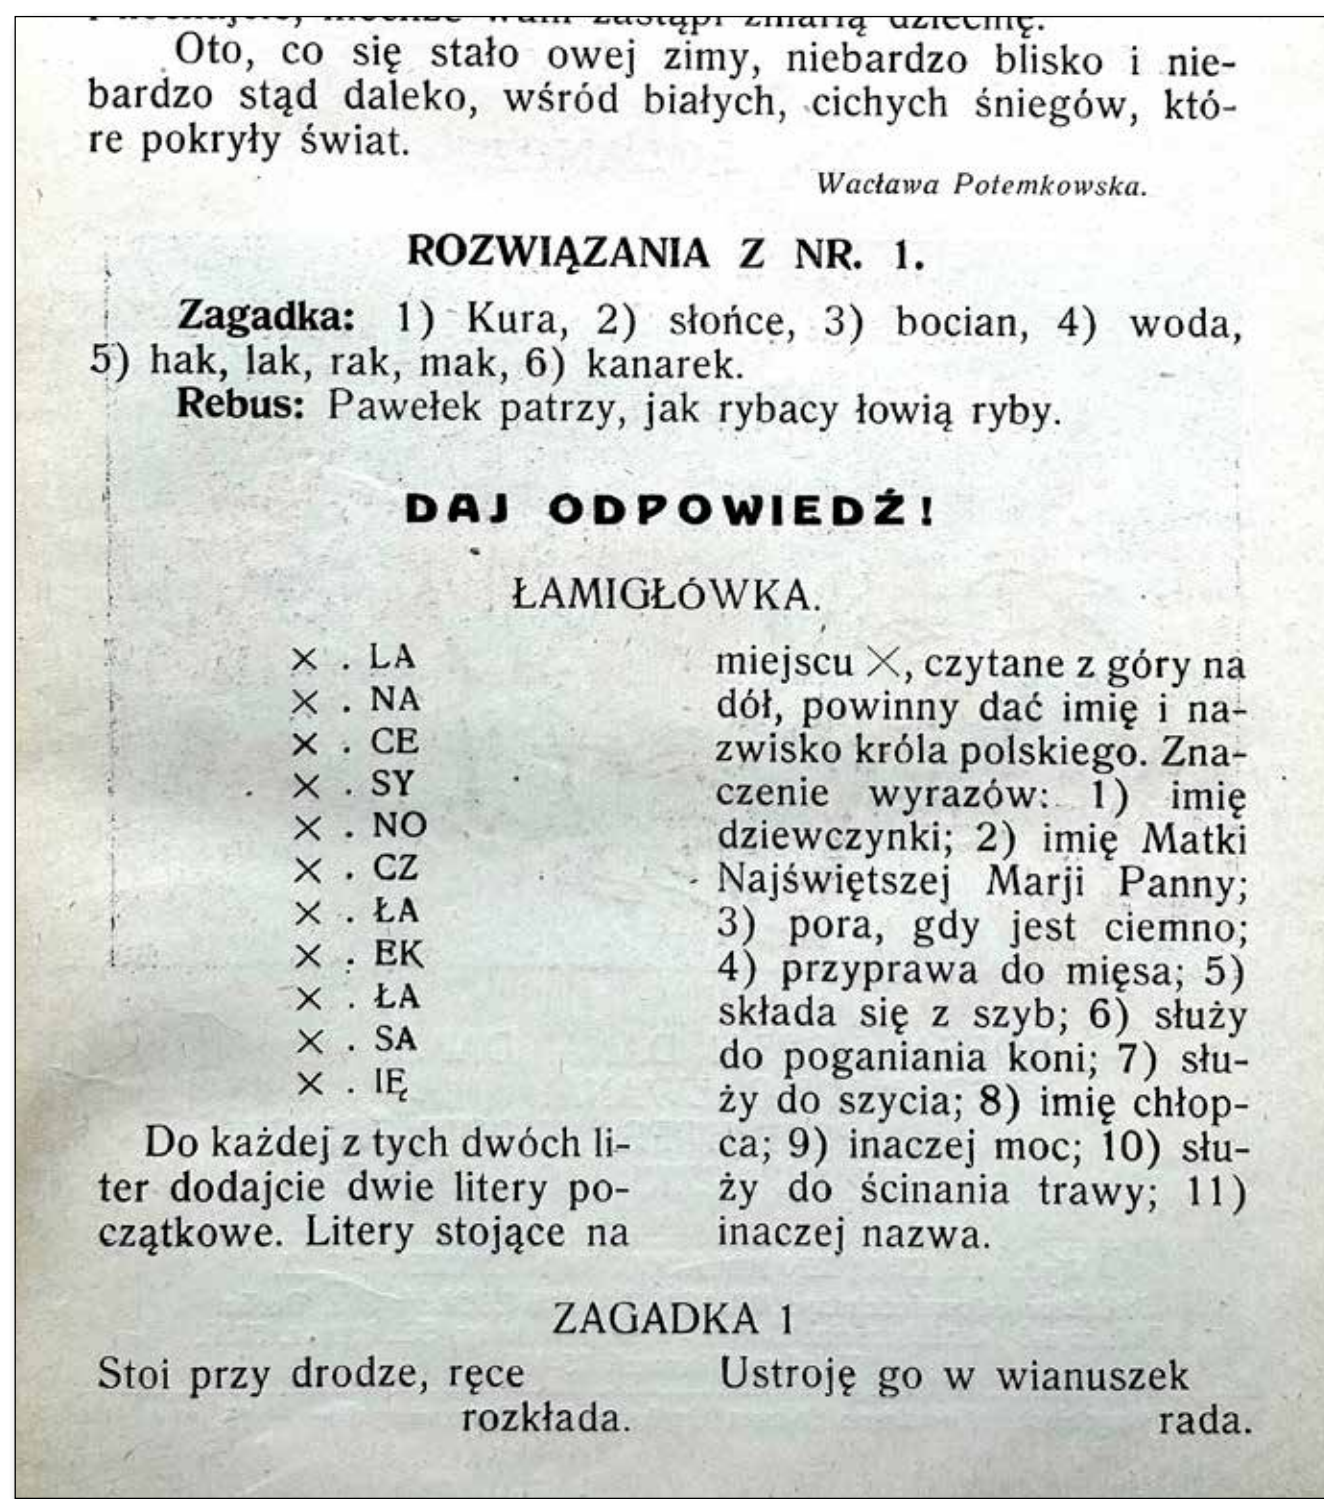 Oto, co się stało owej zimy, niebardzo blisko i nie-
bardzo stąd daleko, wśród białych, cichych śniegów, któ-
re pokryły świat.
Wacława Potemkowska.
ROZWIĄZANIA Z NR. 1.
Zagadka: 1) Kura, 2) słońce, 3) bocian, 4) woda,
5) hak, lak, rak, mak, 6) kanarek.
Rebus: Pawełek patrzy, jak rybacy łowią ryby.
DAJ ODPOWIEDŹ!
ŁAMIGŁÓWKA.
× . LA
× . NA
× . CE
× . SY
× . NO
× . CZ
× . ŁA
× . EK
× . ŁA
× . SA
× . IĘ
Do każdej z tych dwóch li-
ter dodajcie dwie litery po-
czątkowe. Litery stojące na
miejscu ×, czytane z góry na
dół, powinny dać imię i na-
zwisko króla polskiego. Zna-
czenie wyrazów: 1) imię
dziewczynki; 2) imię Matki
Najświętszej Marji Panny;
3) pora, gdy jest ciemno;
4) przyprawa do mięsa; 5)
składa się z szyb; 6) służy
do poganiania koni; 7) słu-
ży do szycia; 8) imię chłop-
ca; 9) inaczej moc; 10) słu-
ży do ścinania trawy; 11)
inaczej nazwa.
ZAGADKA 1
Stoi przy drodze, ręce
rozkłada.
Ustroję go w wianuszek
rada.